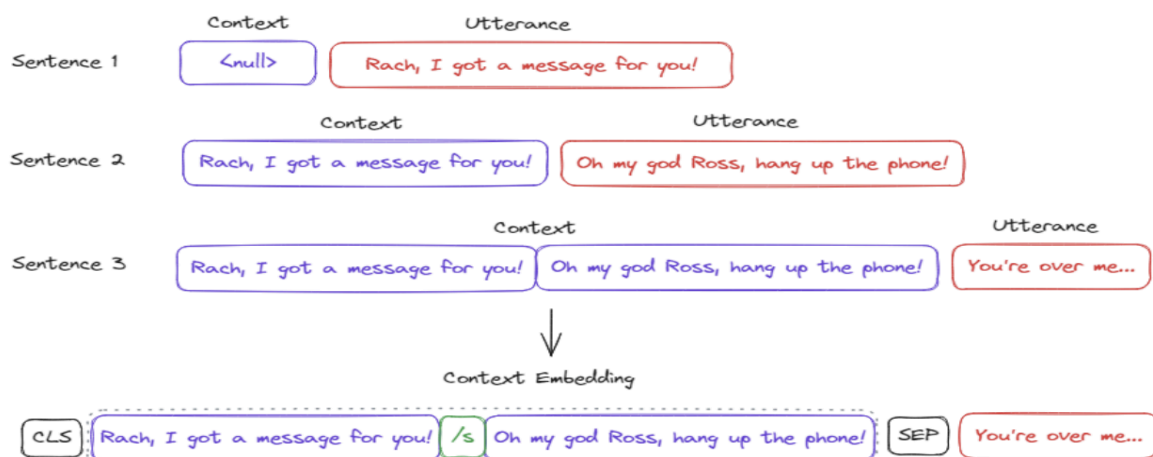 Context Utterance
Sentence 1 <null> Rach, I got a message for you!
Context Utterance
Sentence 2 Rach, I got a message for you! Oh my god Ross, hang up the phone!
Context Utterance
Sentence 3 Rach, I got a message for you! Oh my god Ross, hang up the phone! You're over me...
Context Embedding
CLS Rach, I got a message for you! /s Oh my god Ross, hang up the phone! SEP You're over me...